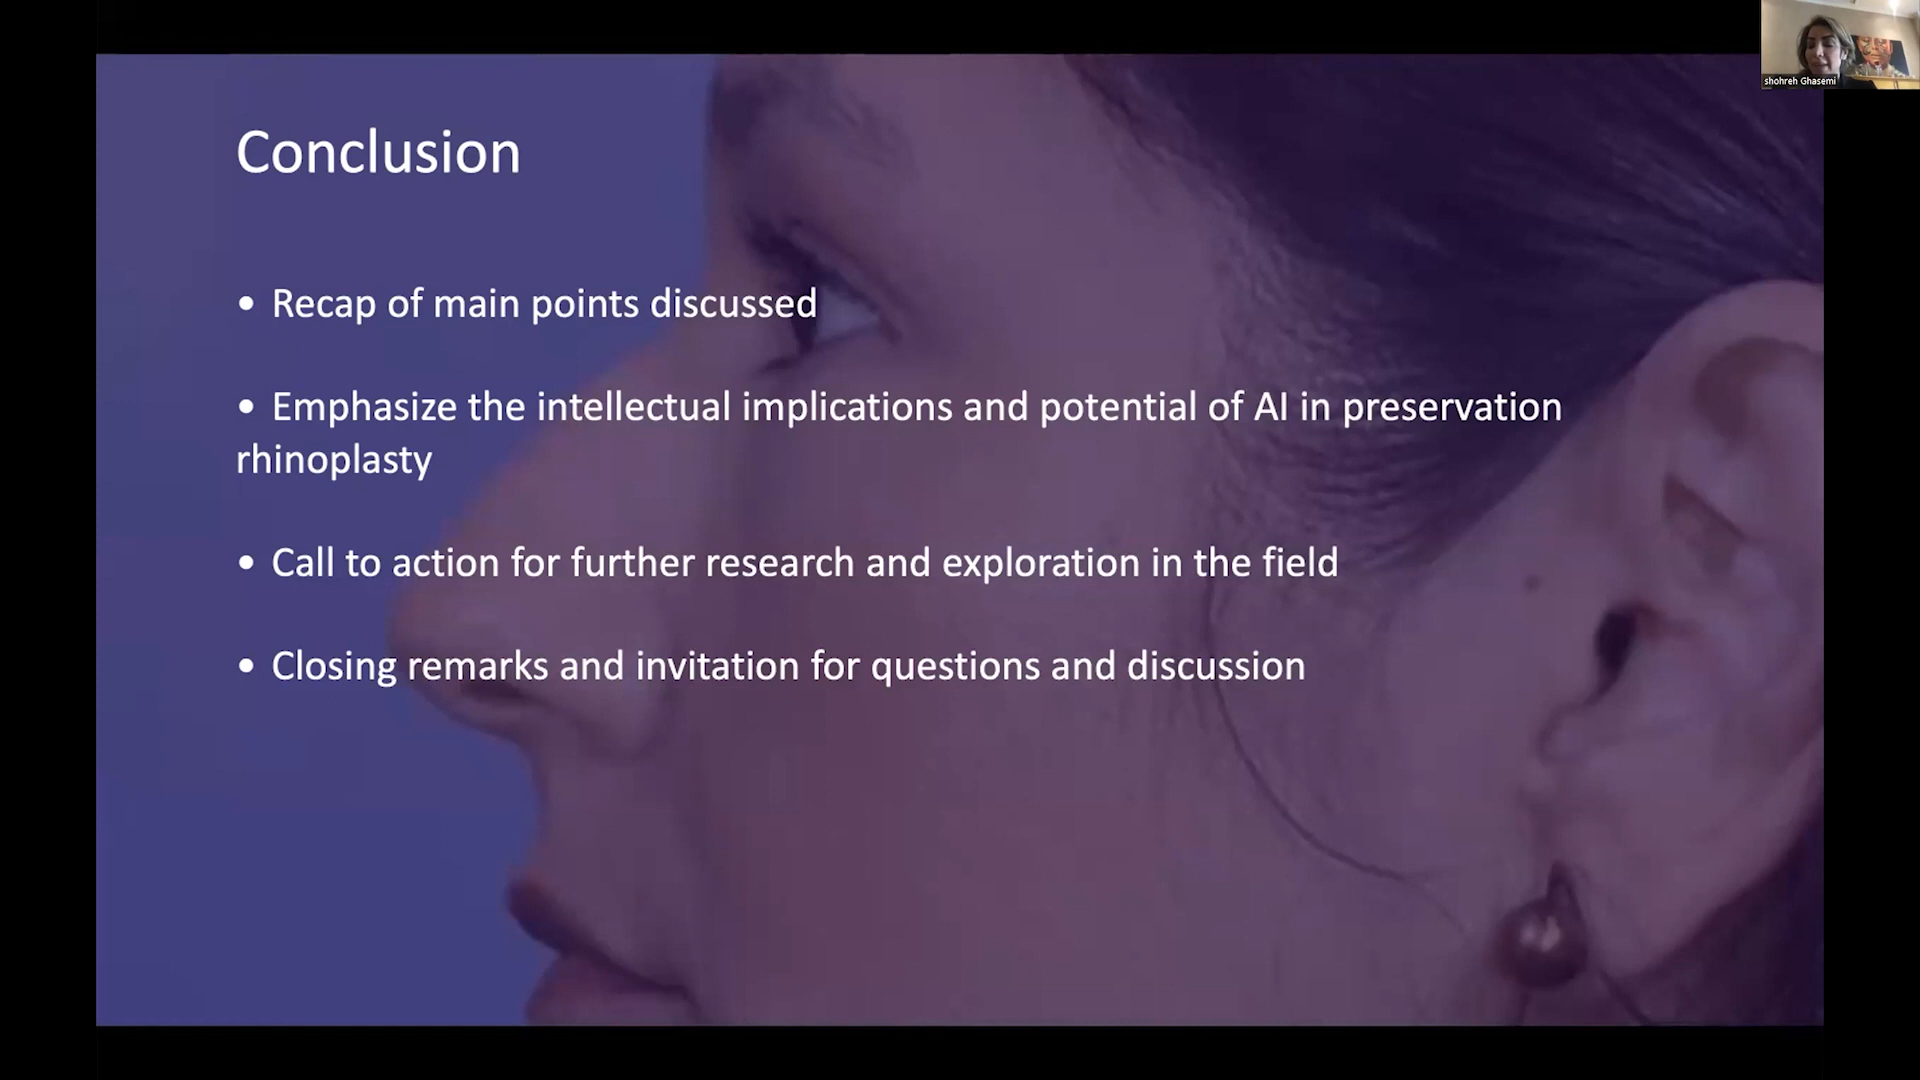 shohreh Ghasemi
Conclusion
• Recap of main points discussed
• Emphasize the intellectual implications and potential of AI in preservation
rhinoplasty
• Call to action for further research and exploration in the field
• Closing remarks and invitation for questions and discussion